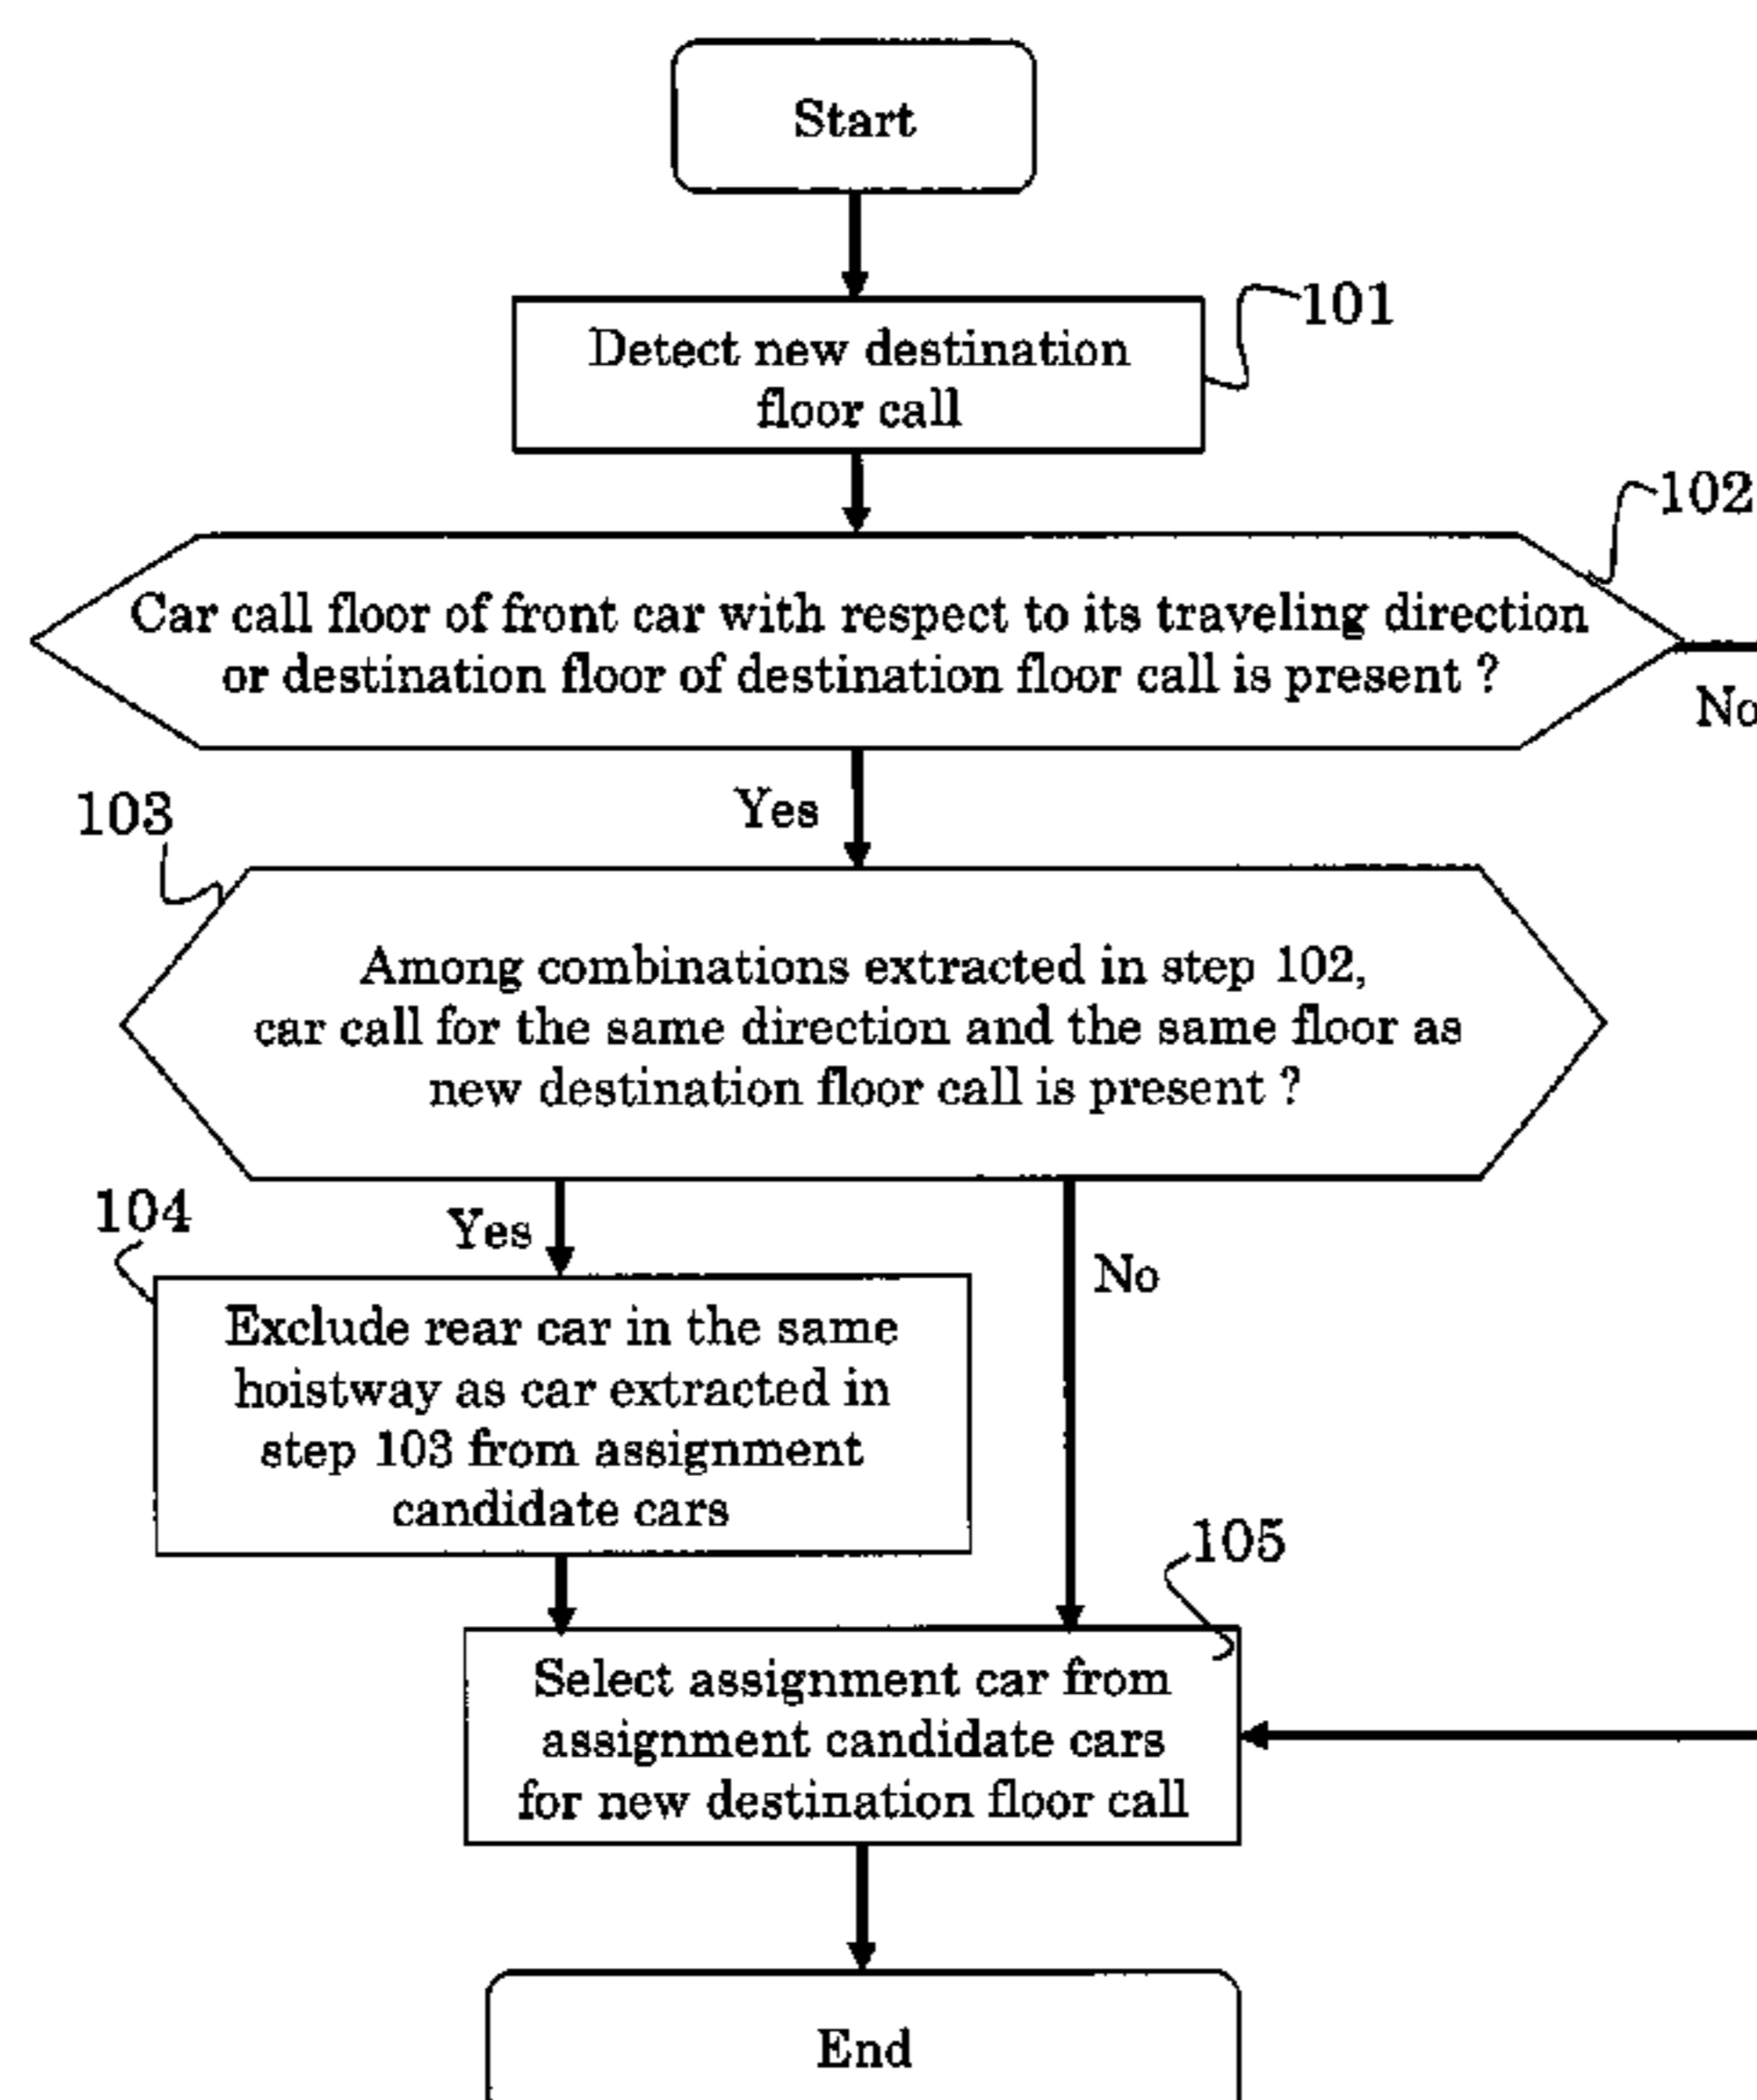 Start
101
Detect new destination
floor call
102
Car call floor of front car with respect to its traveling direction
or destination floor of destination floor call is present ?
No
Yes
103
Among combinations extracted in step 102,
car call for the same direction and the same floor as
new destination floor call is present ?
104
Yes
No
Exclude rear car in the same
hoistway as car extracted in
step 103 from assignment
candidate cars
105
Select assignment car from
assignment candidate cars
for new destination floor call
End